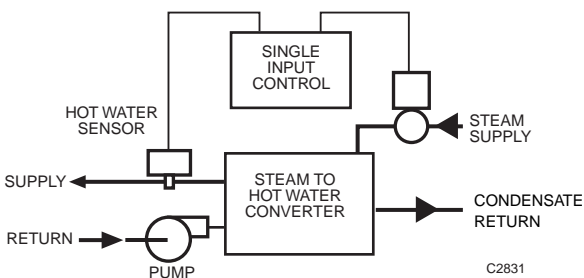 SINGLE
INPUT
CONTROL
HOT WATER
SENSOR
STEAM
SUPPLY
SUPPLY
STEAM TO
HOT WATER
CONVERTER
CONDENSATE
RETURN
RETURN
PUMP
C2831